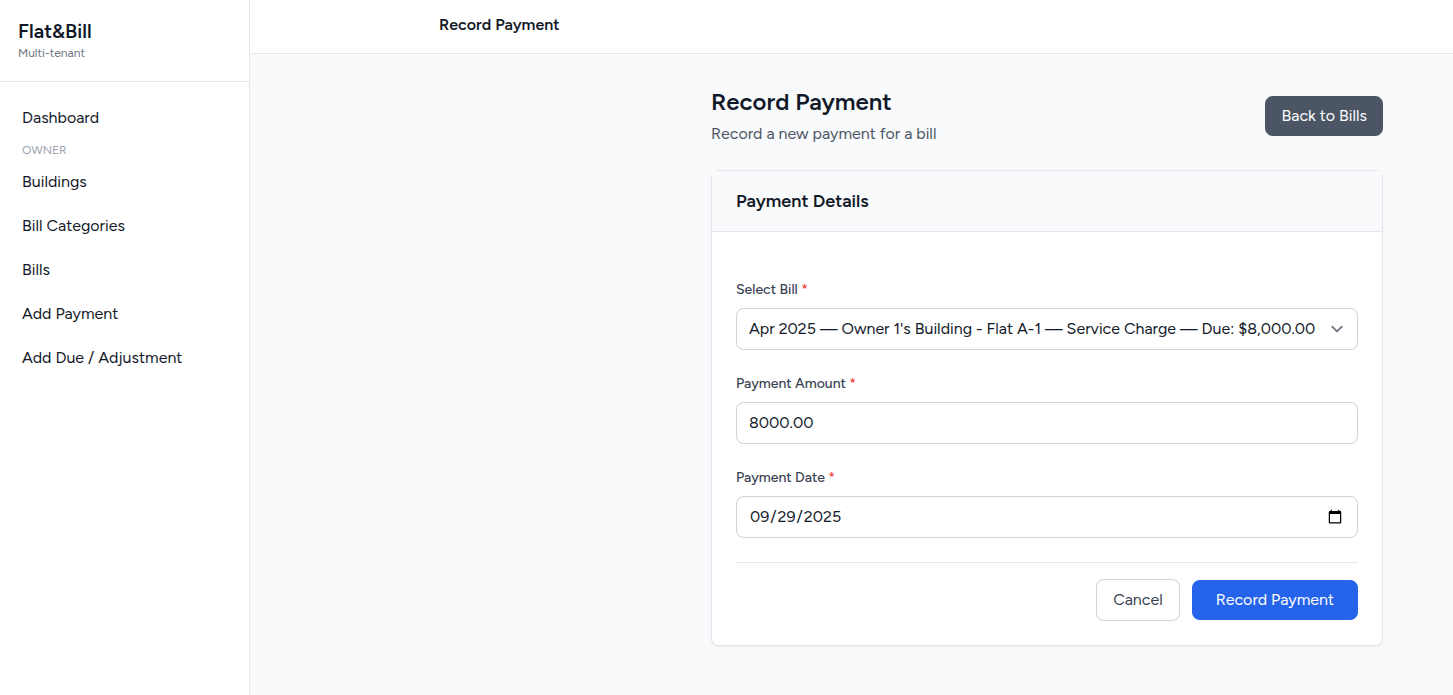 Flat&Bill
Multi-tenant
Dashboard
OWNER
Buildings
Bill Categories
Bills
Add Payment
Add Due / Adjustment
Record Payment
Record Payment
Record a new payment for a bill
Back to Bills
Payment Details
Select Bill *
Apr 2025 — Owner 1's Building - Flat A-1 — Service Charge — Due: $8,000.00
Payment Amount *
8000.00
Payment Date *
09/29/2025
Cancel
Record Payment